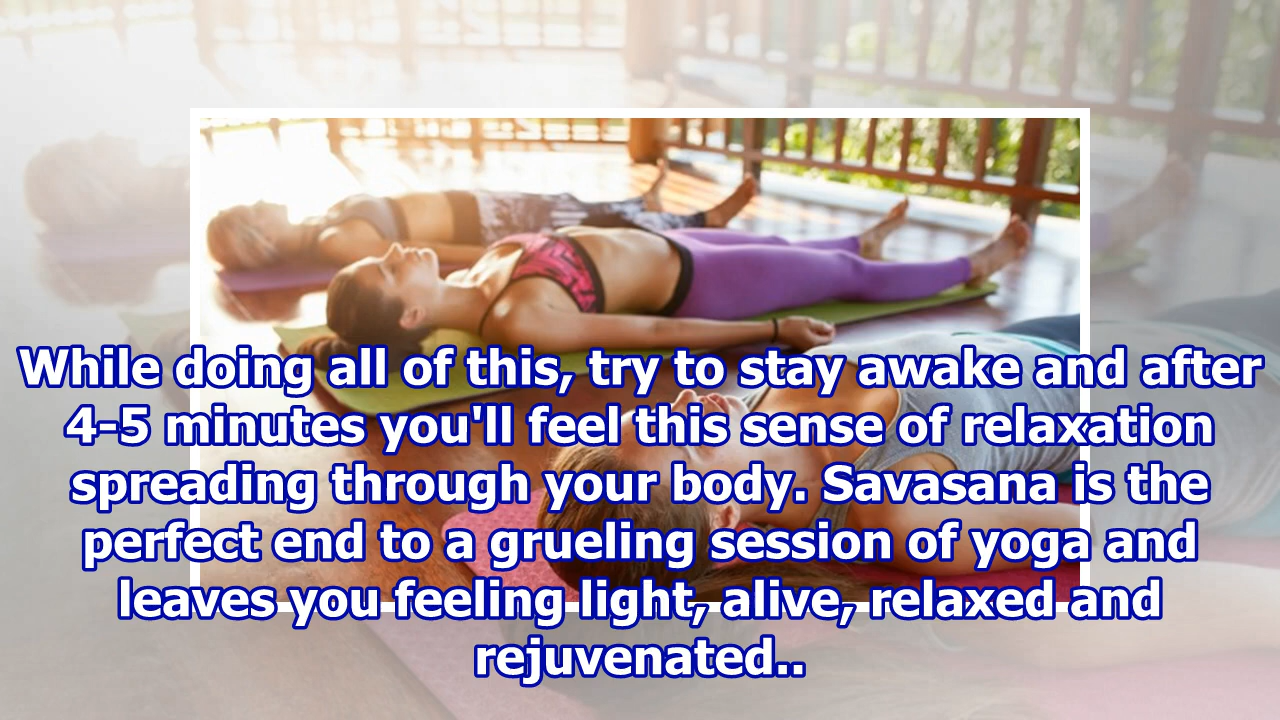 While doing all of this, try to stay awake and after
4-5 minutes you'll feel this sense of relaxation
spreading through your body. Savasana is the
perfect end to a grueling session of yoga and
leaves you feeling light, alive, relaxed and
rejuvenated..